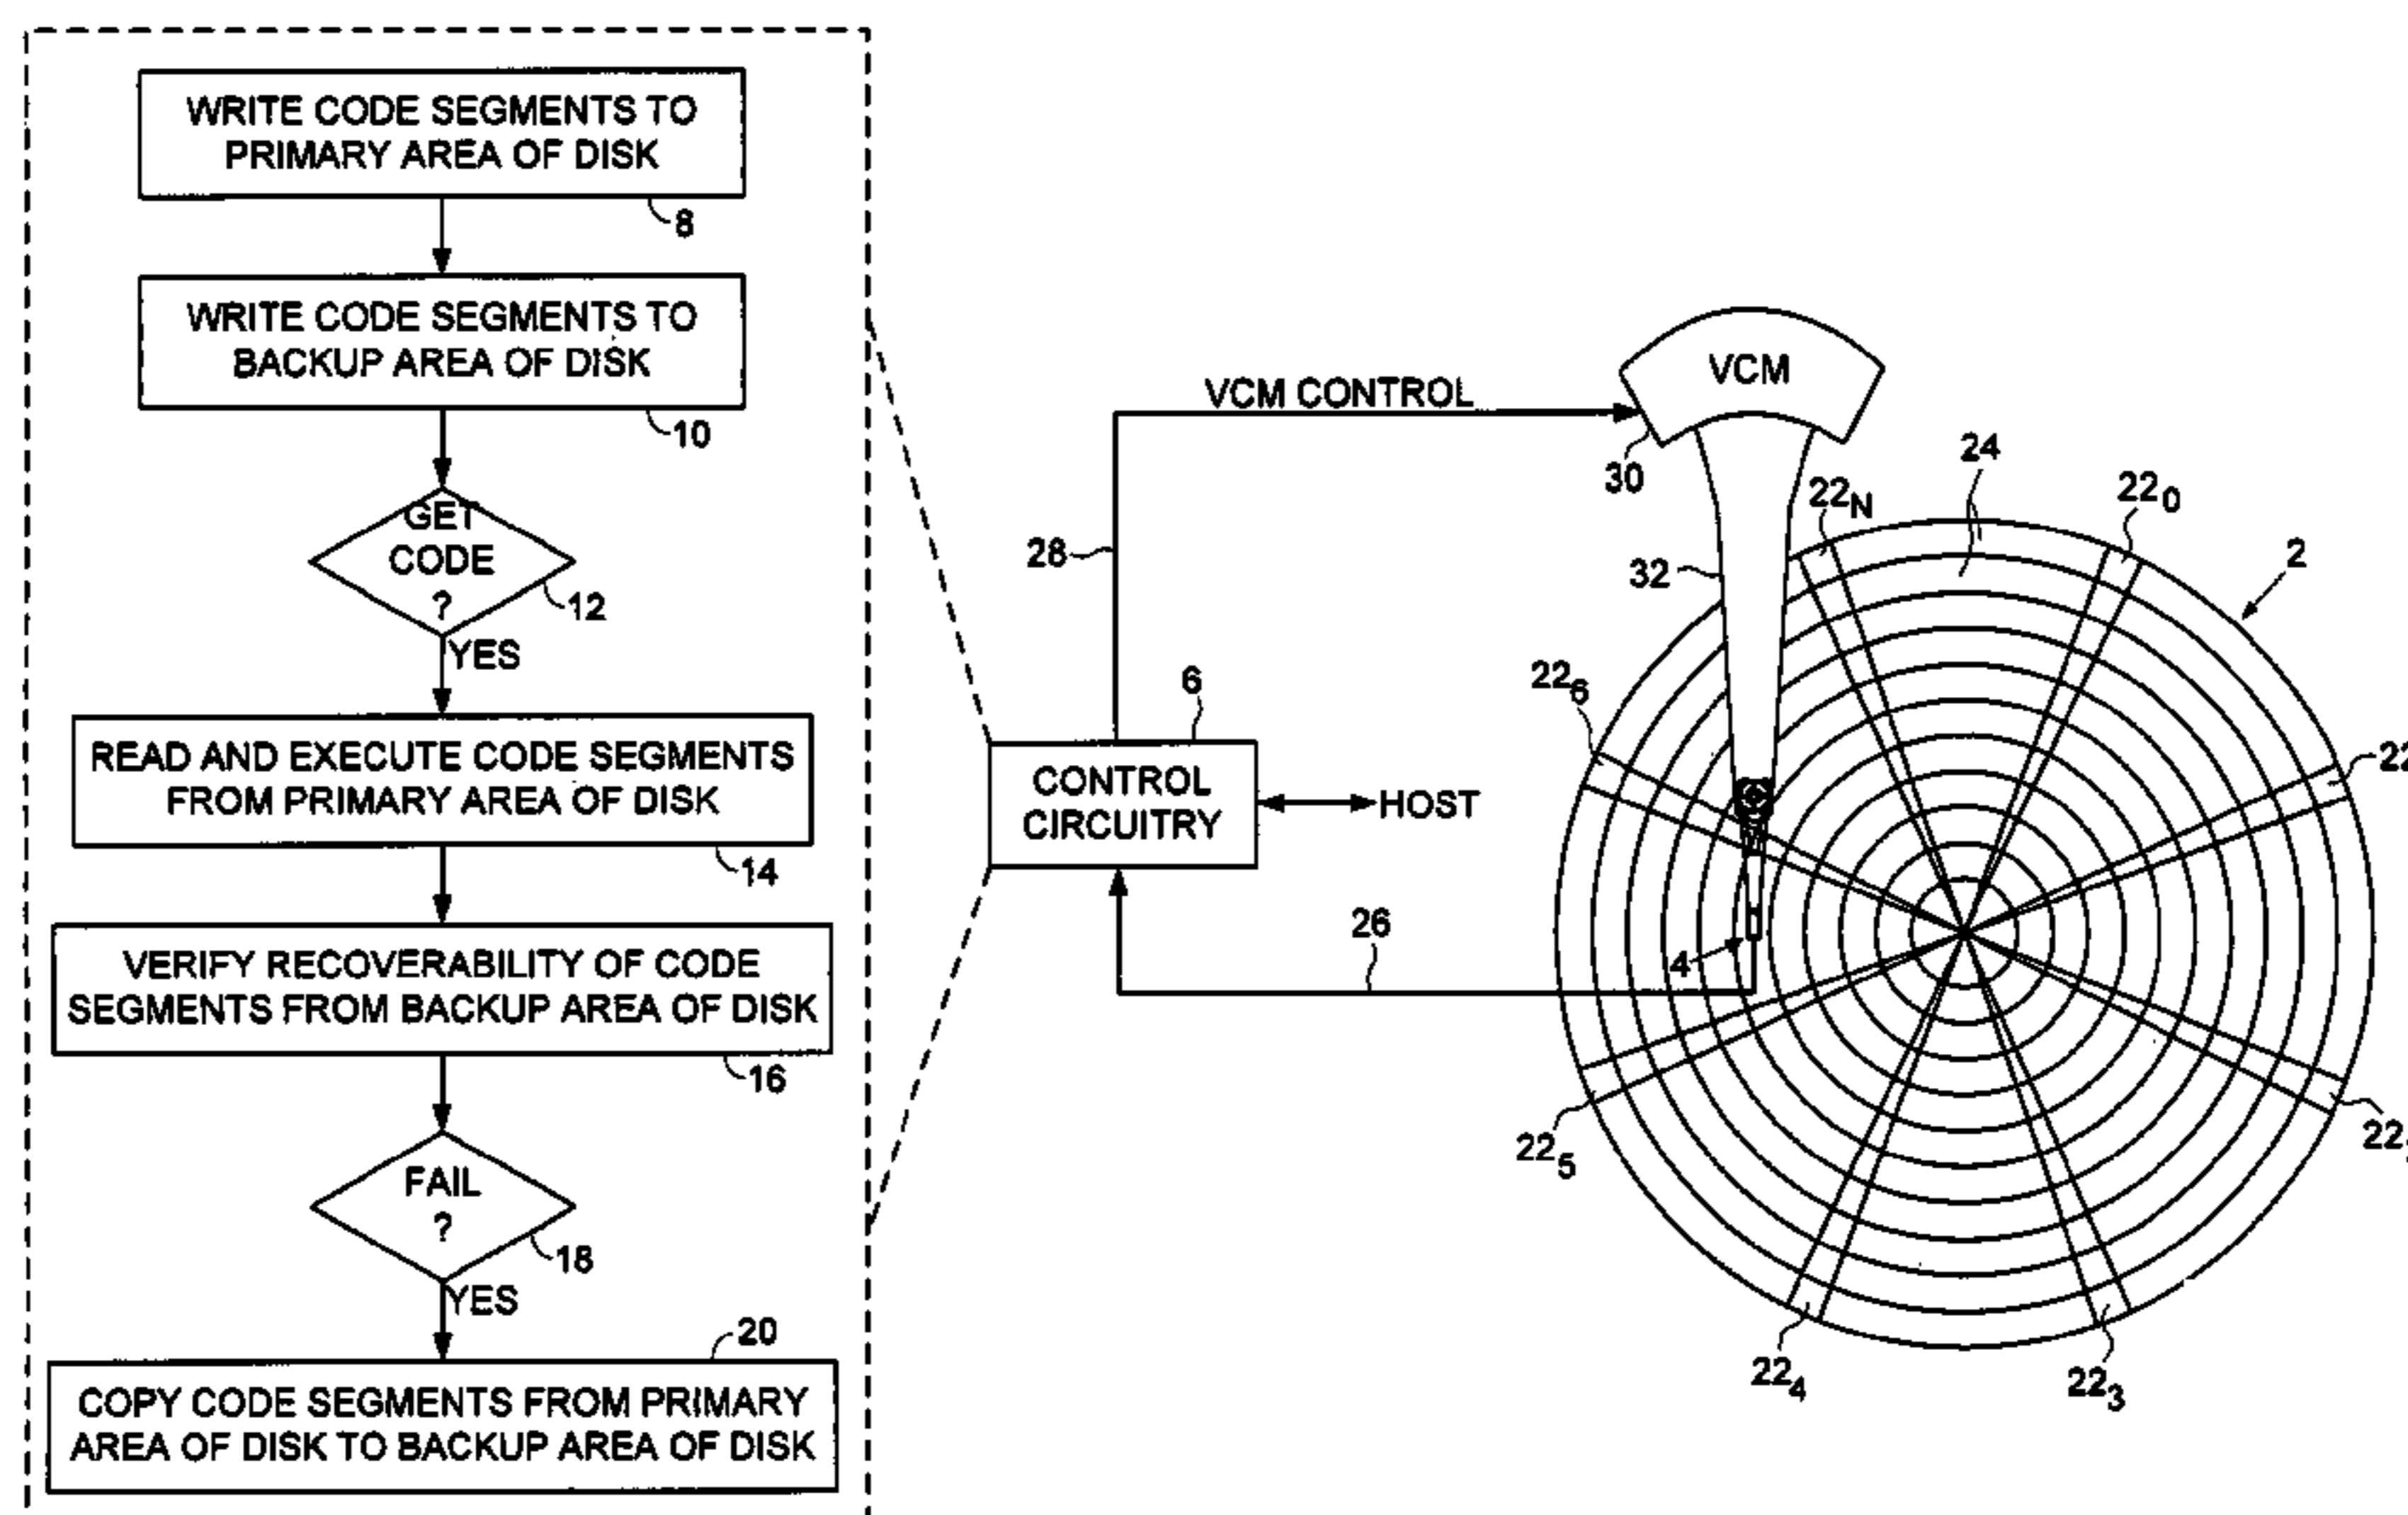 WRITE CODE SEGMENTS TO
PRIMARY AREA OF DISK
8
WRITE CODE SEGMENTS TO
BACKUP AREA OF DISK
10
GET
CODE
?
12
YES
READ AND EXECUTE CODE SEGMENTS
FROM PRIMARY AREA OF DISK
14
VERIFY RECOVERABILITY OF CODE
SEGMENTS FROM BACKUP AREA OF DISK
16
FAIL
?
18
YES
20
COPY CODE SEGMENTS FROM PRIMARY
AREA OF DISK TO BACKUP AREA OF DISK
VCM
VCM CONTROL
30
28
32
6
CONTROL
CIRCUITRY
HOST
26
4
24
22N
220
2
226
22
22
225
224
223